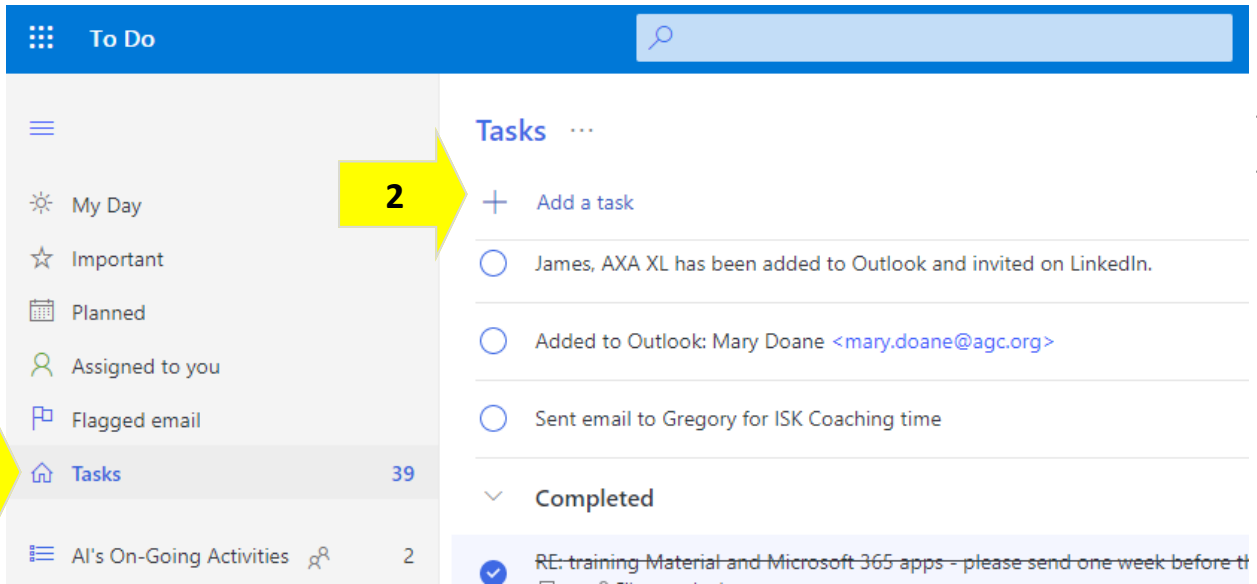 To Do
Tasks ...
2
My Day
Add a task
Important
James, AXA XL has been added to Outlook and invited on LinkedIn.
Planned
Added to Outlook: Mary Doane <mary.doane@agc.org>
Assigned to you
Flagged email
Sent email to Gregory for ISK Coaching time
Tasks 39
Completed
Al's On-Going Activities 2
RE: training Material and Microsoft 365 apps - please send one week before th